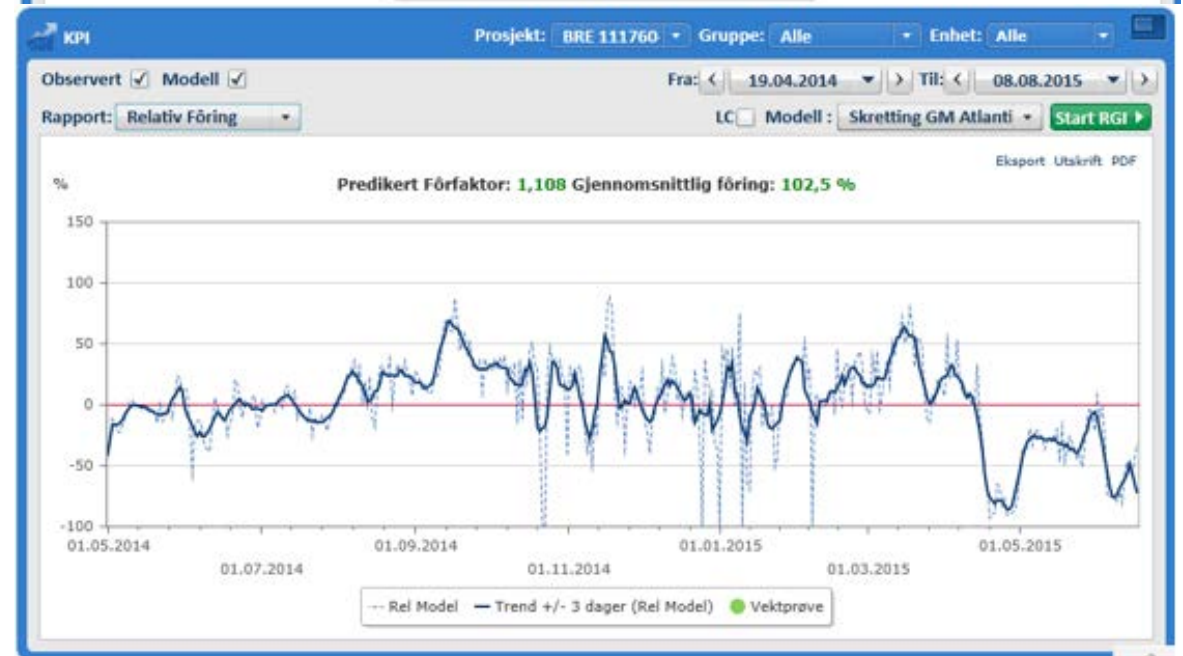 KPI Prosjekt: BRE 111760 Gruppe: Alle Enhet: Alle
Observert Modell Fra: < 19.04.2014 > Til: < 08.08.2015 >
Rapport: Relativ Fôring LC Modell : Skretting GM Atlanti Start RGI
Eksport Utskrift PDF
% Predikert Fôrfaktor: 1,108 Gjennomsnittlig fôring: 102,5 %
150
100
50
0
-50
-100
01.05.2014 01.09.2014 01.01.2015 01.05.2015
01.07.2014 01.11.2014 01.03.2015
Rel Model Trend +/- 3 dager (Rel Model) Vektprøve